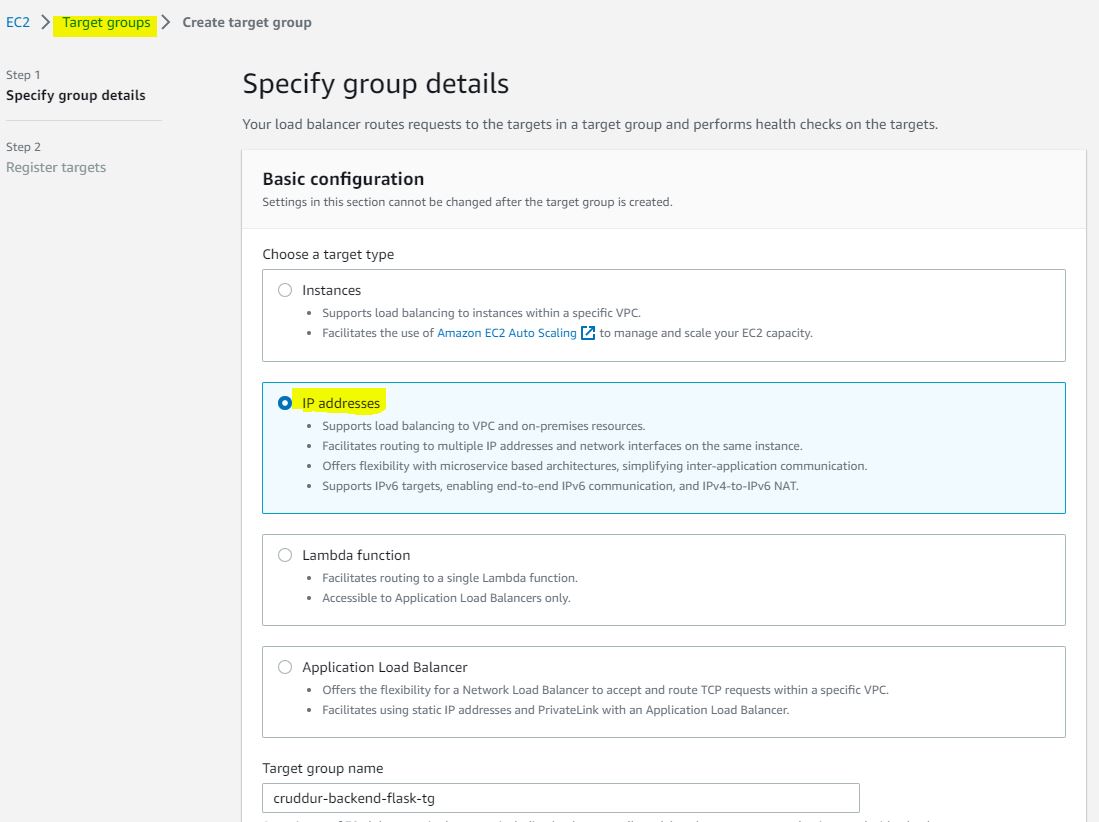 EC2 > Target groups > Create target group
Step 1
Specify group details
Step 2
Register targets
Specify group details
Your load balancer routes requests to the targets in a target group and performs health checks on the targets.
Basic configuration
Settings in this section cannot be changed after the target group is created.
Choose a target type
Instances
• Supports load balancing to instances within a specific VPC.
• Facilitates the use of Amazon EC2 Auto Scaling to manage and scale your EC2 capacity.
IP addresses
• Supports load balancing to VPC and on-premises resources.
• Facilitates routing to multiple IP addresses and network interfaces on the same instance.
• Offers flexibility with microservice based architectures, simplifying inter-application communication.
• Supports IPv6 targets, enabling end-to-end IPv6 communication, and IPv4-to-IPv6 NAT.
Lambda function
• Facilitates routing to a single Lambda function.
• Accessible to Application Load Balancers only.
Application Load Balancer
• Offers the flexibility for a Network Load Balancer to accept and route TCP requests within a specific VPC.
• Facilitates using static IP addresses and PrivateLink with an Application Load Balancer.
Target group name
cruddur-backend-flask-tg